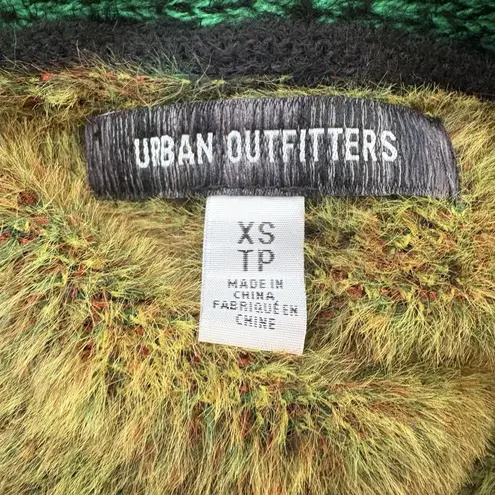 URBAN OUTFITTERS
XS
TP
MADE IN
CHINA
FABRIQUÉ EN
CHINE